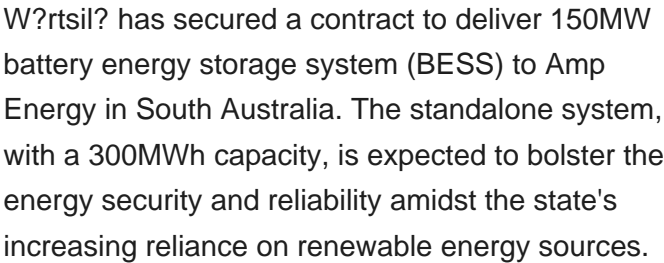 W?rtsil? has secured a contract to deliver 150MW
battery energy storage system (BESS) to Amp
Energy in South Australia. The standalone system,
with a 300MWh capacity, is expected to bolster the
energy security and reliability amidst the state's
increasing reliance on renewable energy sources.